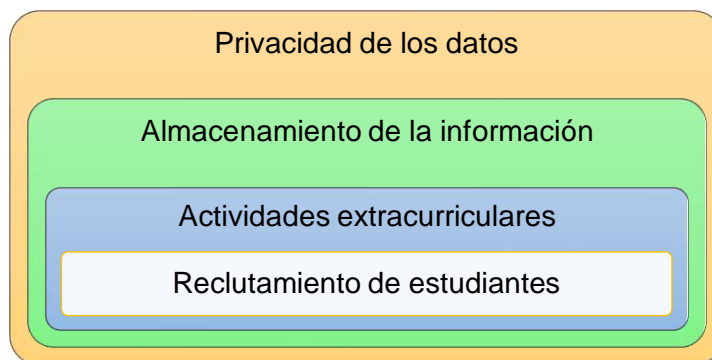 Privacidad de los datos
Almacenamiento de la información
Actividades extracurriculares
Reclutamiento de estudiantes